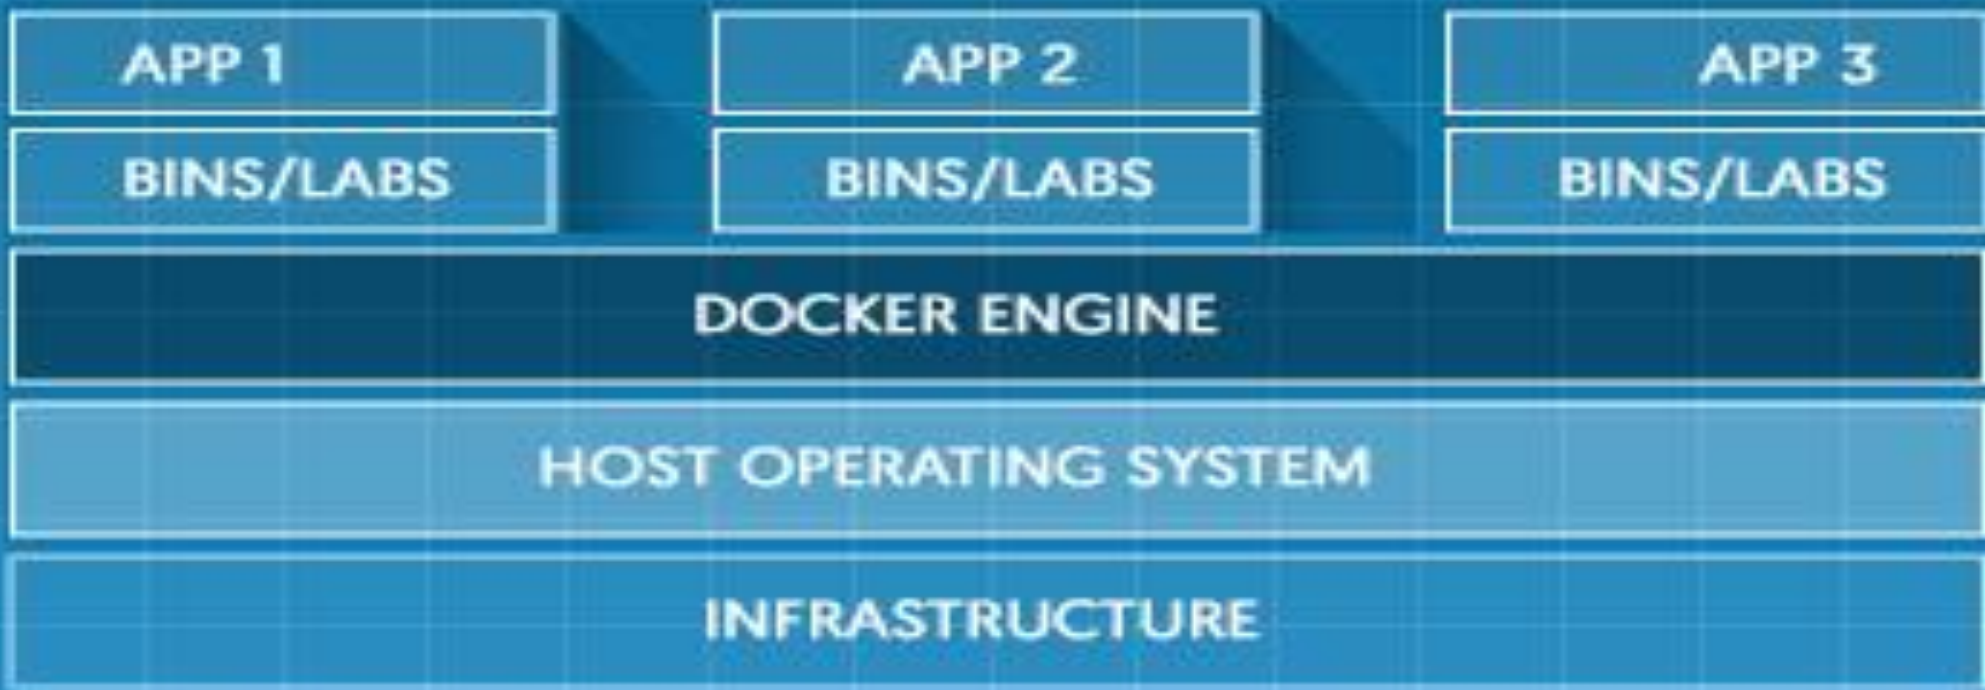 APP 1
APP 2
APP 3
BINS/LABS
BINS/LABS
BINS/LABS
DOCKER ENGINE
HOST OPERATING SYSTEM
INFRASTRUCTURE